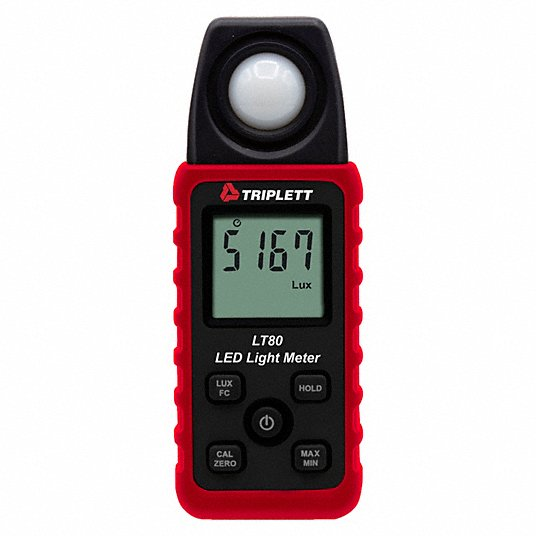 TRIPLETT
5167
Lux
LT80
LED Light Meter
LUX
FC
HOLD
CAL
ZERO
MAX
MIN